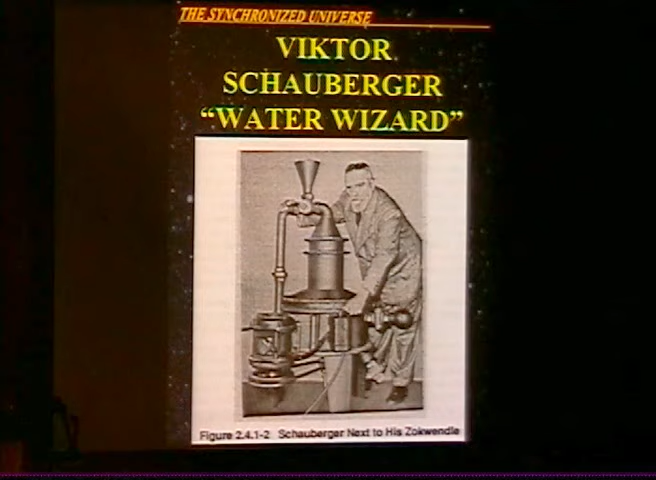 THE SYNCHRONIZED UNIVERSE
VIKTOR
SCHAUBERGER
“WATER WIZARD”
Figure 2.4.1-2 Schauberger Next to His Zokwendle